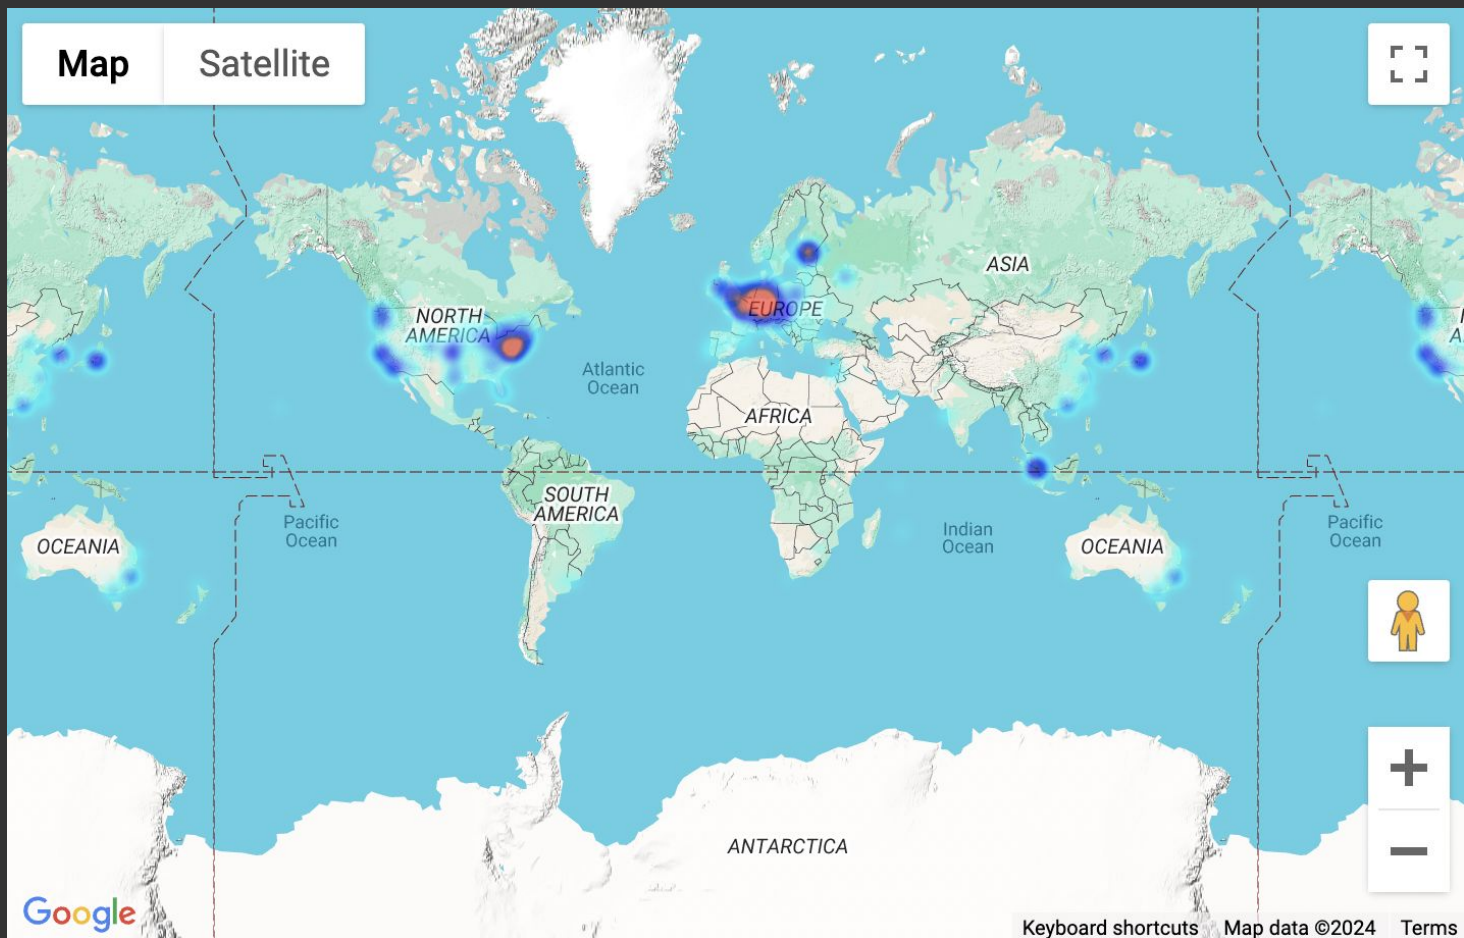 Map
Satellite
ASIA
NORTH
AMERICA
EUROPE
Atlantic
Ocean
AFRICA
SOUTH
AMERICA
OCEANIA
Pacific
Ocean
Indian
Ocean
OCEANIA
Pacific
Ocean
ANTARCTICA
Google
Keyboard shortcuts
Map data ©2024
Terms